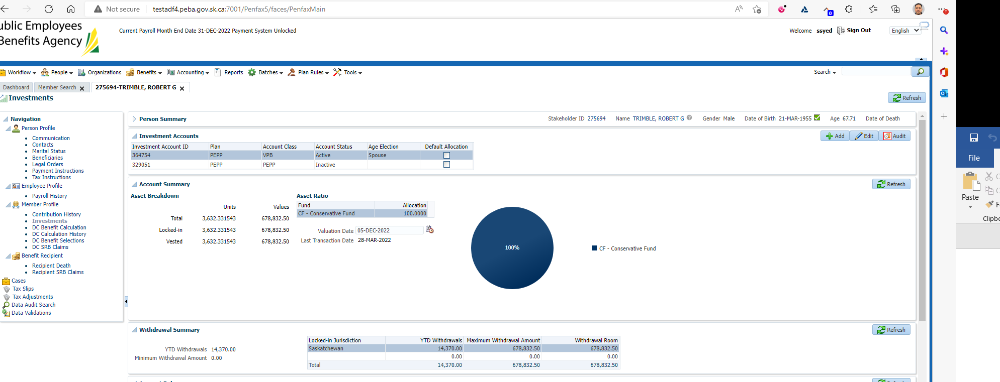 Not secure testadf4.peba.gov.sk.ca:7001/Penfax5/faces/PenfaxMain
ublic Employees
Benefits Agency
Current Payroll Month End Date 31-DEC-2022 Payment System Unlocked
Welcome ssyed Sign Out English
Workflow People Organizations Benefits Accounting Reports Batches Plan Rules Tools Search
Dashboard Member Search 275694-TRIMBLE, ROBERT G
Investments Refresh
Navigation
Person Profile
Communication
Contacts
Marital Status
Beneficiaries
Legal Orders
Payment Instructions
Tax Instructions
Employee Profile
Payroll History
Member Profile
Contribution History
Investments
DC Benefit Calculation
DC Calculation History
DC Benefit Selections
DC SRB Claims
Benefit Recipient
Recipient Death
Recipient SRB Claims
Cases
Tax Slips
Tax Adjustments
Data Audit Search
Data Validations
Person Summary Stakeholder ID 275694 Name TRIMBLE, ROBERT G Gender Male Date of Birth 21-MAR-1955 Age 67.71 Date of Death
Investment Accounts Add Edit Audit
Investment Account ID Plan Account Class Account Status Age Election Default Allocation
364754 PEPP VPB Active Spouse
329051 PEPP PEPP Inactive
Account Summary Refresh
Asset Breakdown
Units Values
Total 3,632.331543 678,832.50
Locked-in 3,632.331543 678,832.50
Vested 3,632.331543 678,832.50
Asset Ratio
Fund Allocation
CF - Conservative Fund 100.0000
Valuation Date 05-DEC-2022
Last Transaction Date 28-MAR-2022
100%
CF - Conservative Fund
Withdrawal Summary Refresh
YTD Withdrawals 14,370.00
Minimum Withdrawal Amount 0.00
Locked-in Jurisdiction YTD Withdrawals Maximum Withdrawal Amount Withdrawal Room
Saskatchewan 14,370.00 678,832.50 678,832.50
0.00 0.00 0.00
Total 14,370.00 678,832.50 678,832.50
File
Paste
Clipbo